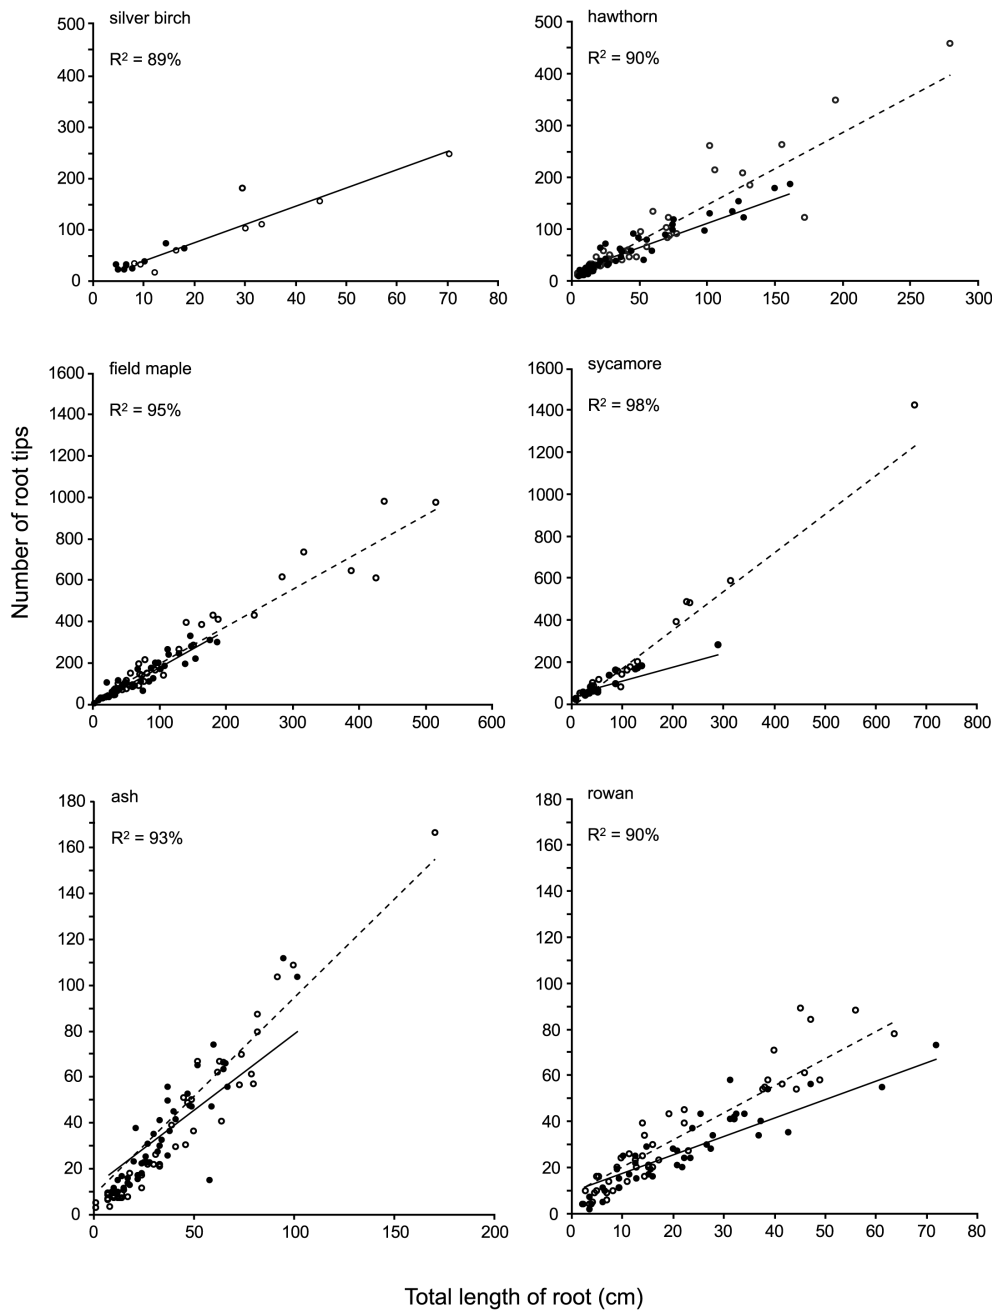 silver birch
R² = 89%
500
400
300
200
100
0
0 10 20 30 40 50 60 70 80
hawthorn
R² = 90%
500
400
300
200
100
0
0 50 100 150 200 250 300
field maple
R² = 95%
1600
1400
1200
1000
800
600
400
200
0
0 100 200 300 400 500 600
sycamore
R² = 98%
1600
1400
1200
1000
800
600
400
200
0
0 100 200 300 400 500 600 700 800
ash
R² = 93%
180
160
140
120
100
80
60
40
20
0
0 50 100 150 200
rowan
R² = 90%
180
160
140
120
100
80
60
40
20
0
0 10 20 30 40 50 60 70 80
Number of root tips
Total length of root (cm)